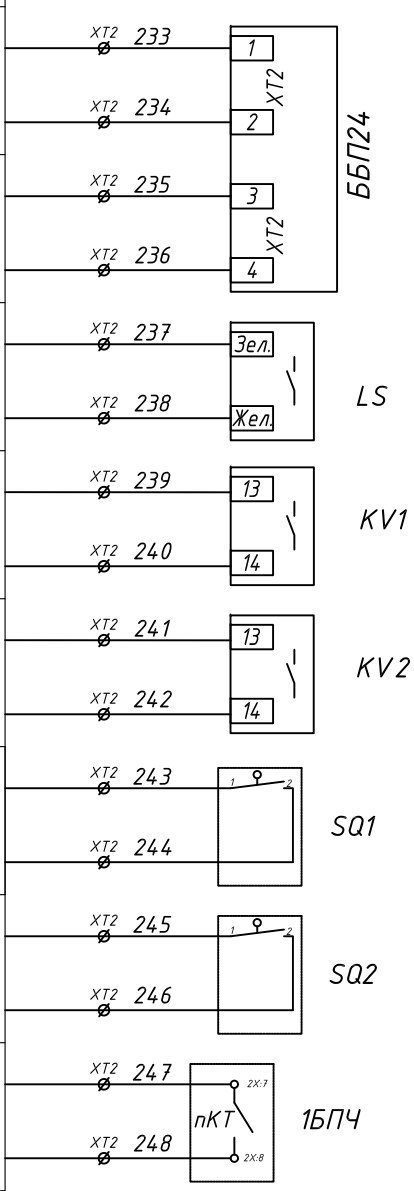 XT2 233 1
XT2
XT2 234 2
XT2 235 3
XT2
XT2 236 4
ББП24
XT2 237 Зел.
XT2 238 Жел.
LS
XT2 239 13
XT2 240 14
KV1
XT2 241 13
XT2 242 14
KV2
XT2 243 1 2
XT2 244
SQ1
XT2 245 1 2
XT2 246
SQ2
XT2 247 2X:7
пКТ 1БПЧ
XT2 248 2X:8